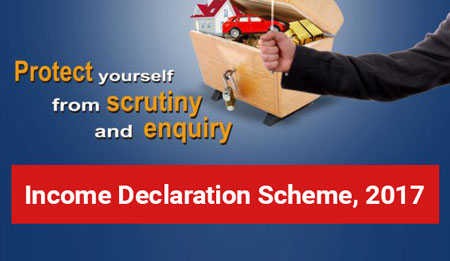 Protect yourself
from scrutiny
and enquiry
Income Declaration Scheme, 2017